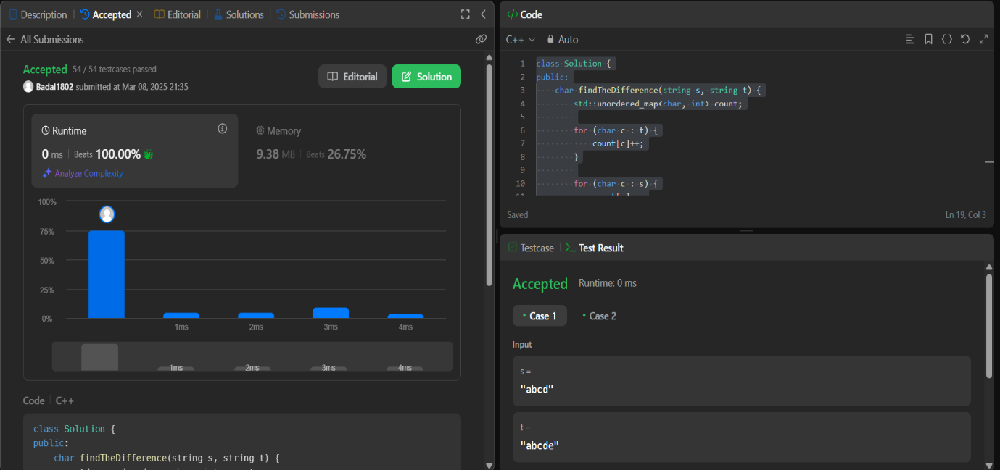 Description | Accepted × | Editorial | Solutions | Submissions
All Submissions
Accepted 54 / 54 testcases passed
Badal1802 submitted at Mar 08, 2025 21:35
Editorial
Solution
Runtime
0 ms | Beats 100.00%
Analyze Complexity
Memory
9.38 MB | Beats 26.75%
100%
75%
50%
25%
0%
1ms 2ms 3ms 4ms
1ms 2ms 3ms 4ms
Code | C++
class Solution {
public:
    char findTheDifference(string s, string t) {
</> Code
C++ Auto
1 class Solution {
2 public:
3     char findTheDifference(string s, string t) {
4         std::unordered_map<char, int> count;
5
6         for (char c : t) {
7             count[c]++;
8         }
9
10         for (char c : s) {
Saved
Ln 19, Col 3
Testcase | >_ Test Result
Accepted Runtime: 0 ms
• Case 1 • Case 2
Input
s =
"abcd"
t =
"abcde"